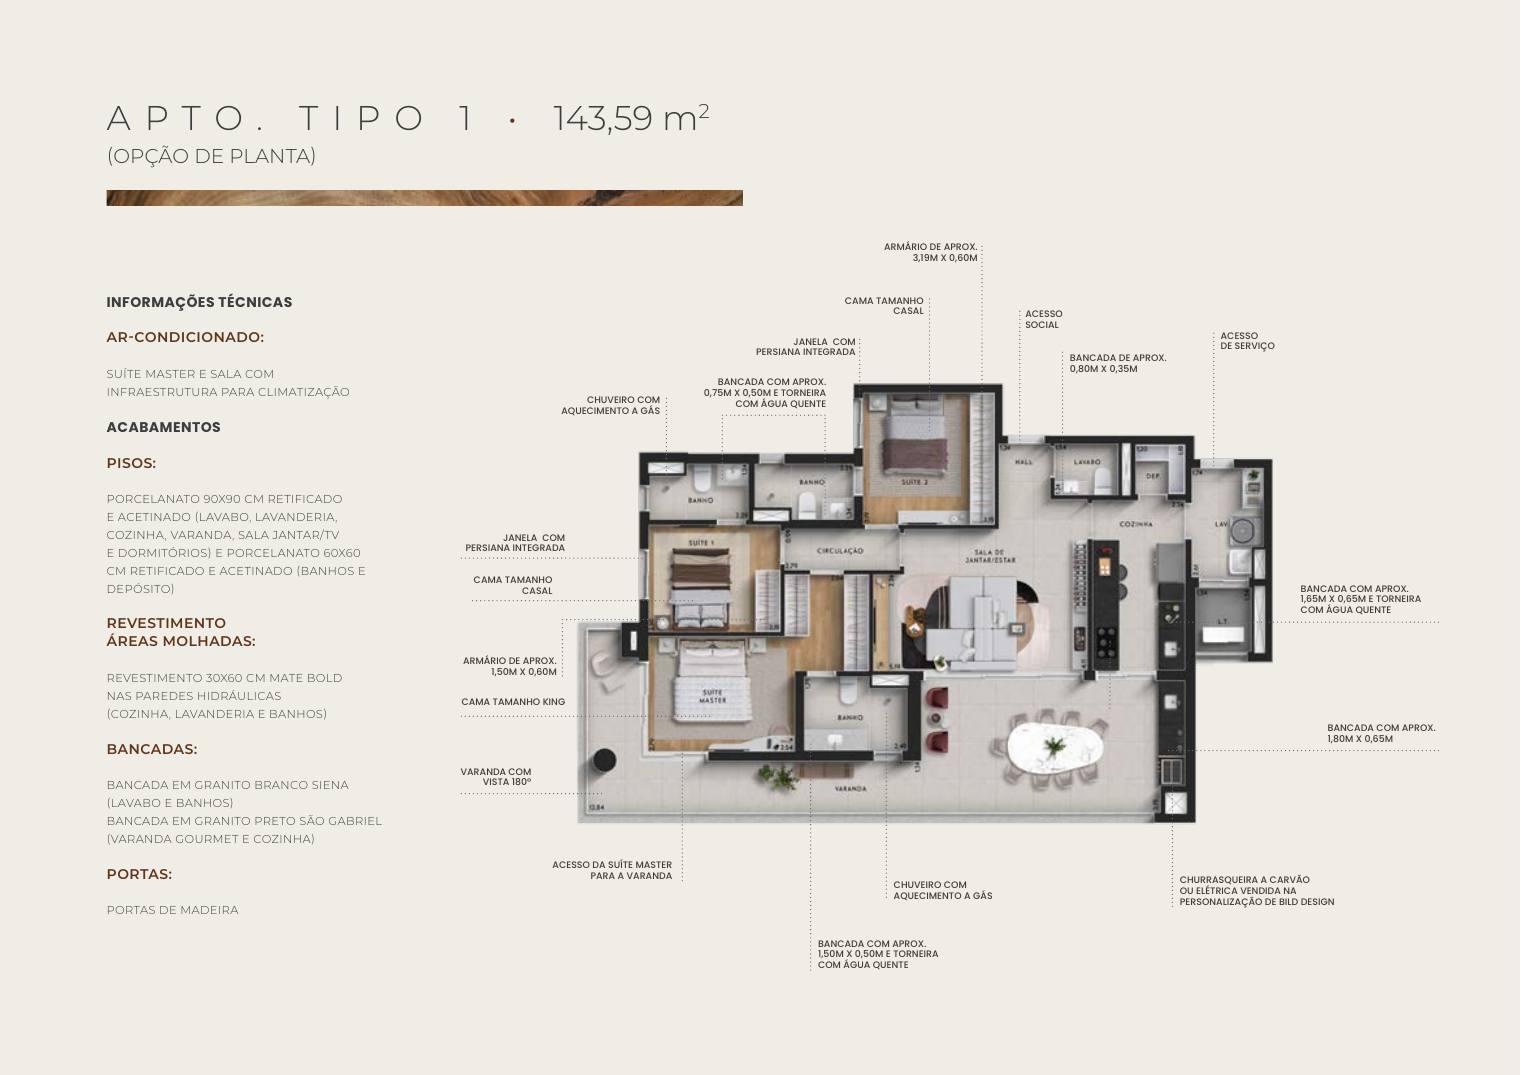 APTO. TIPO 1 • 143,59 m²
(OPÇÃO DE PLANTA)
INFORMAÇÕES TÉCNICAS
AR-CONDICIONADO:
SUÍTE MASTER E SALA COM
INFRAESTRUTURA PARA CLIMATIZAÇÃO
ACABAMENTOS
PISOS:
PORCELANATO 90X90 CM RETIFICADO
E ACETINADO (LAVABO, LAVANDERIA,
COZINHA, VARANDA, SALA JANTAR/TV
E DORMITÓRIOS) E PORCELANATO 60X60
CM RETIFICADO E ACETINADO (BANHOS E
DEPÓSITO)
REVESTIMENTO
ÁREAS MOLHADAS:
REVESTIMENTO 30X60 CM MATE BOLD
NAS PAREDES HIDRÁULICAS
(COZINHA, LAVANDERIA E BANHOS)
BANCADAS:
BANCADA EM GRANITO BRANCO SIENA
(LAVABO E BANHOS)
BANCADA EM GRANITO PRETO SÃO GABRIEL
(VARANDA GOURMET E COZINHA)
PORTAS:
PORTAS DE MADEIRA
ARMÁRIO DE APROX.
3,19M X 0,60M
CAMA TAMANHO
CASAL
ACESSO
SOCIAL
JANELA COM
PERSIANA INTEGRADA
ACESSO
DE SERVIÇO
BANCADA DE APROX.
0,80M X 0,35M
BANCADA COM APROX.
0,75M X 0,50M E TORNEIRA
COM ÁGUA QUENTE
CHUVEIRO COM
AQUECIMENTO A GÁS
HALL
LAVABO
DEP.
BANHO
BANHO
SUÍTE 2
COZINHA
LAV.
JANELA COM
PERSIANA INTEGRADA
SUÍTE 1
CIRCULAÇÃO
SALA DE
JANTAR/ESTAR
CAMA TAMANHO
CASAL
BANCADA COM APROX.
1,65M X 0,65M E TORNEIRA
COM ÁGUA QUENTE
L.T.
ARMÁRIO DE APROX.
1,50M X 0,60M
CAMA TAMANHO KING
SUÍTE
MASTER
BANHO
2,54
BANCADA COM APROX.
1,80M X 0,65M
VARANDA COM
VISTA 180º
VARANDA
13,84
ACESSO DA SUÍTE MASTER
PARA A VARANDA
CHUVEIRO COM
AQUECIMENTO A GÁS
CHURRASQUEIRA A CARVÃO
OU ELÉTRICA VENDIDA NA
PERSONALIZAÇÃO DE BILD DESIGN
BANCADA COM APROX.
1,50M X 0,50M E TORNEIRA
COM ÁGUA QUENTE